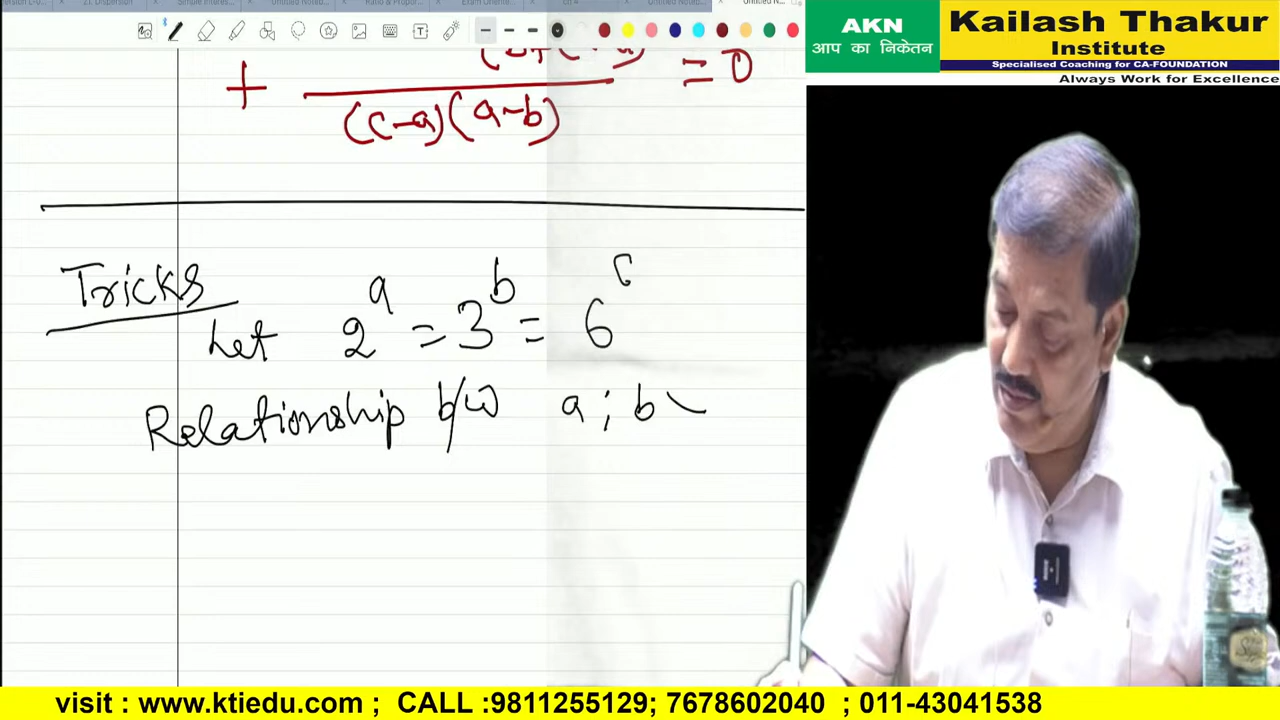 AKN
आप का निकेतन
Kailash Thakur
Institute
Specialised Coaching for CA-FOUNDATION
Always Work for Excellence
+ (c-a)(a-b) = 0
Tricks
Let 2^a = 3^b = 6^c
Relationship b/w a ; b
visit : www.ktiedu.com ; CALL :9811255129; 7678602040 ; 011-43041538